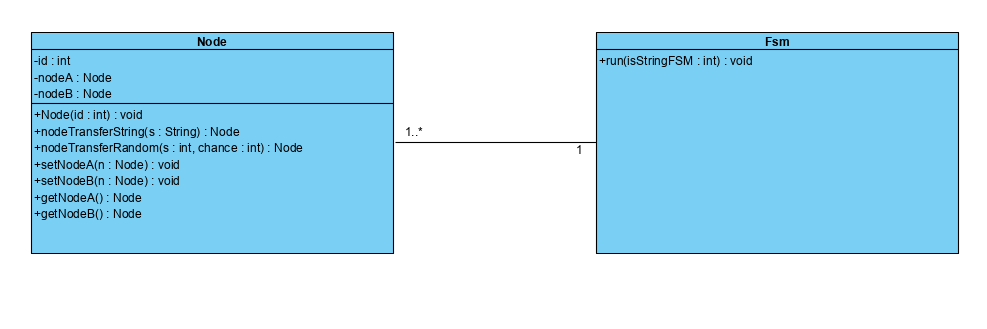 Node
-id : int
-nodeA : Node
-nodeB : Node
+Node(id : int) : void
+nodeTransferString(s : String) : Node
+nodeTransferRandom(s : int, chance : int) : Node
+setNodeA(n : Node) : void
+setNodeB(n : Node) : void
+getNodeA() : Node
+getNodeB() : Node
1..*
1
Fsm
+run(isStringFSM : int) : void